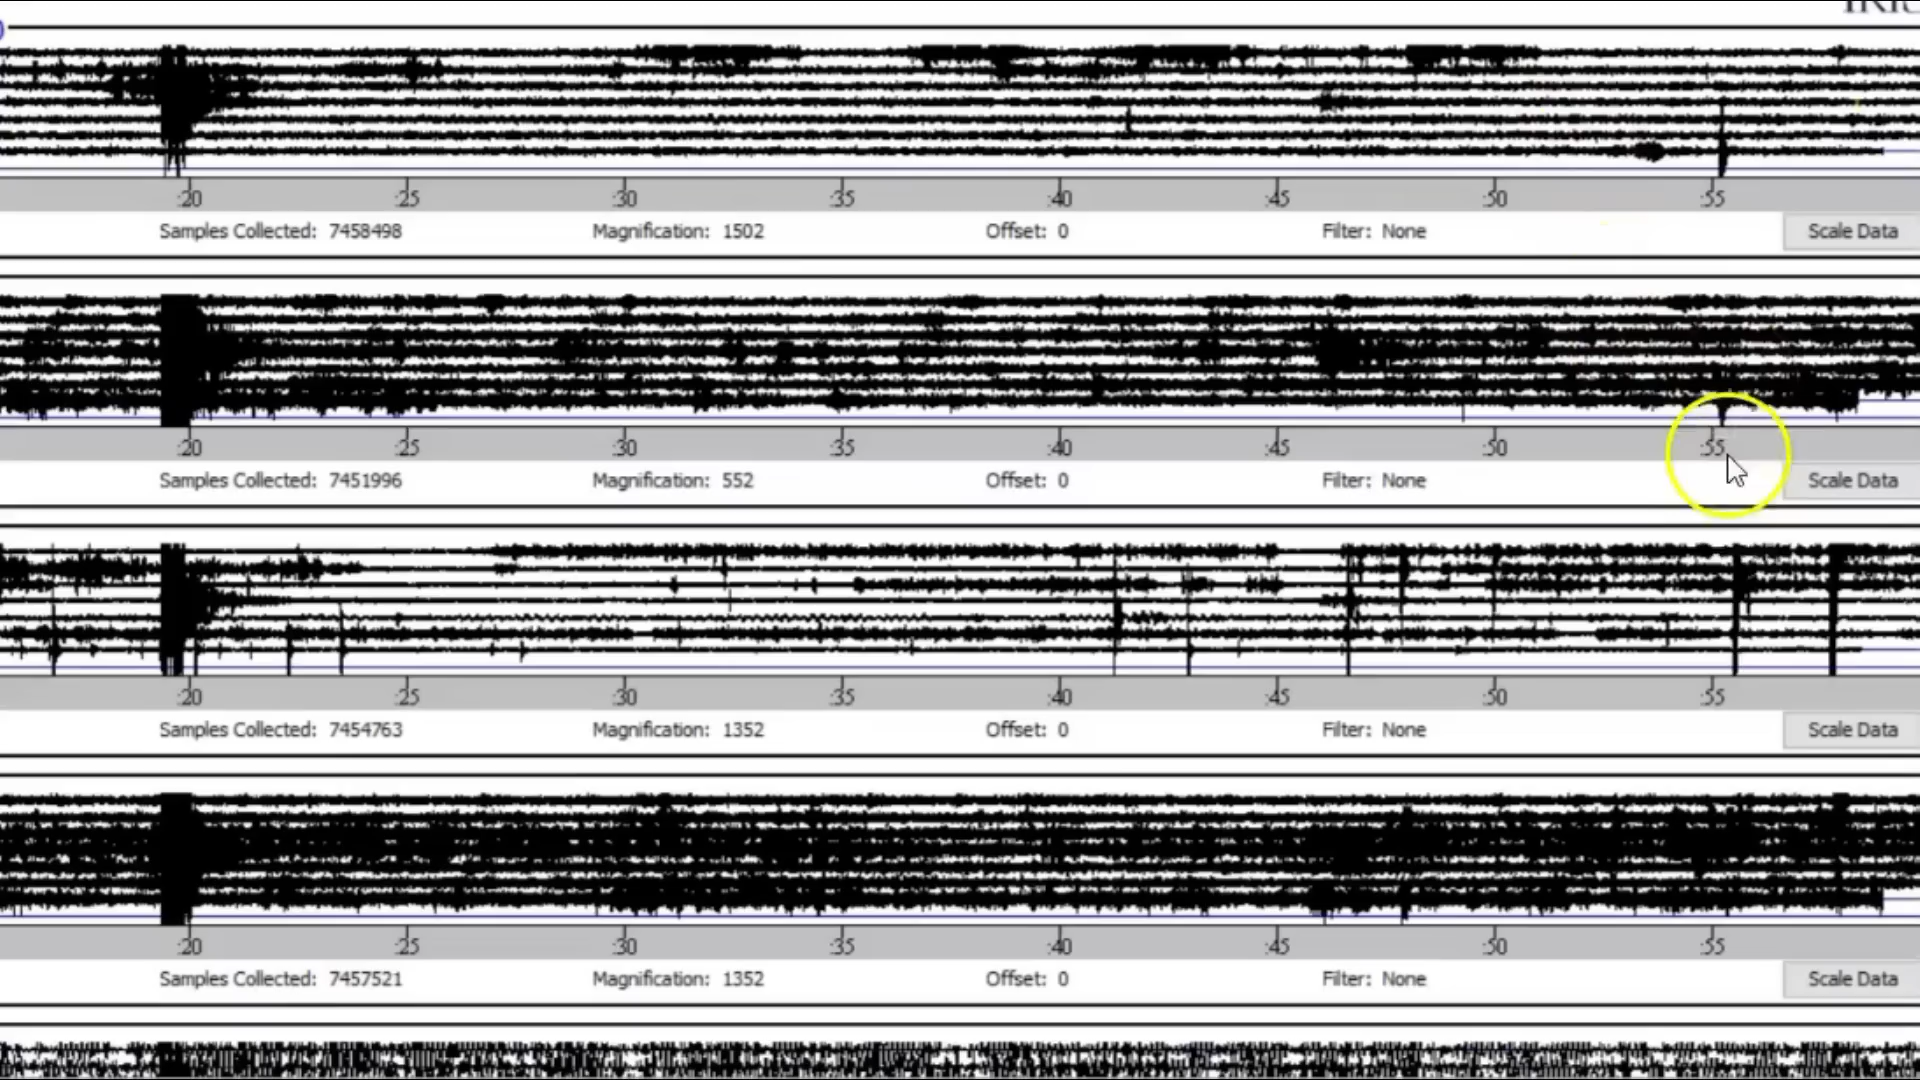 :20 :25 :30 :35 :40 :45 :50 :55
Samples Collected: 7458498 Magnification: 1502 Offset: 0 Filter: None Scale Data
:20 :25 :30 :35 :40 :45 :50 :55
Samples Collected: 7451996 Magnification: 552 Offset: 0 Filter: None Scale Data
:20 :25 :30 :35 :40 :45 :50 :55
Samples Collected: 7454763 Magnification: 1352 Offset: 0 Filter: None Scale Data
:20 :25 :30 :35 :40 :45 :50 :55
Samples Collected: 7457521 Magnification: 1352 Offset: 0 Filter: None Scale Data